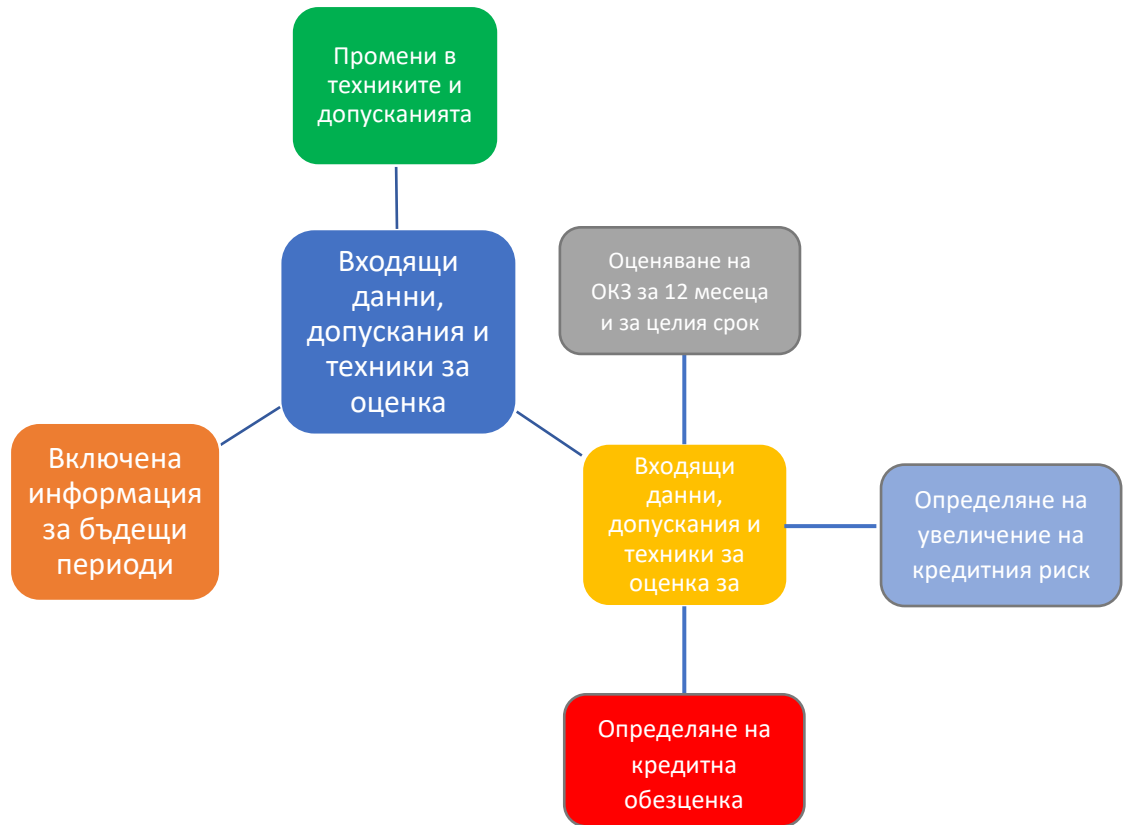 Промени в
техниките и
допусканията
Входящи
данни,
допускания и
техники за
оценка
Оценяване на
ОКЗ за 12 месеца
и за целия срок
Включена
информация
за бъдещи
периоди
Входящи
данни,
допускания и
техники за
оценка за
Определяне на
увеличение на
кредитния риск
Определяне на
кредитна
обезценка